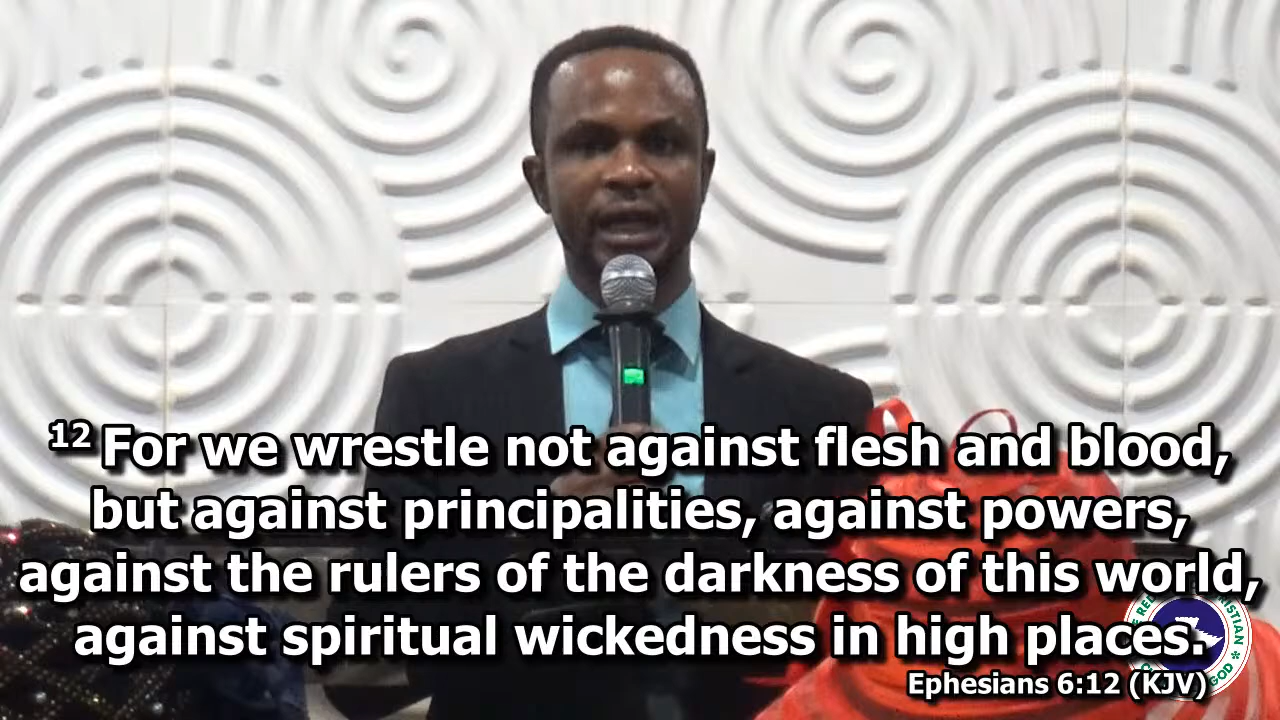 12 For we wrestle not against flesh and blood,
but against principalities, against powers,
against the rulers of the darkness of this world,
against spiritual wickedness in high places.
Ephesians 6:12 (KJV)
GOD